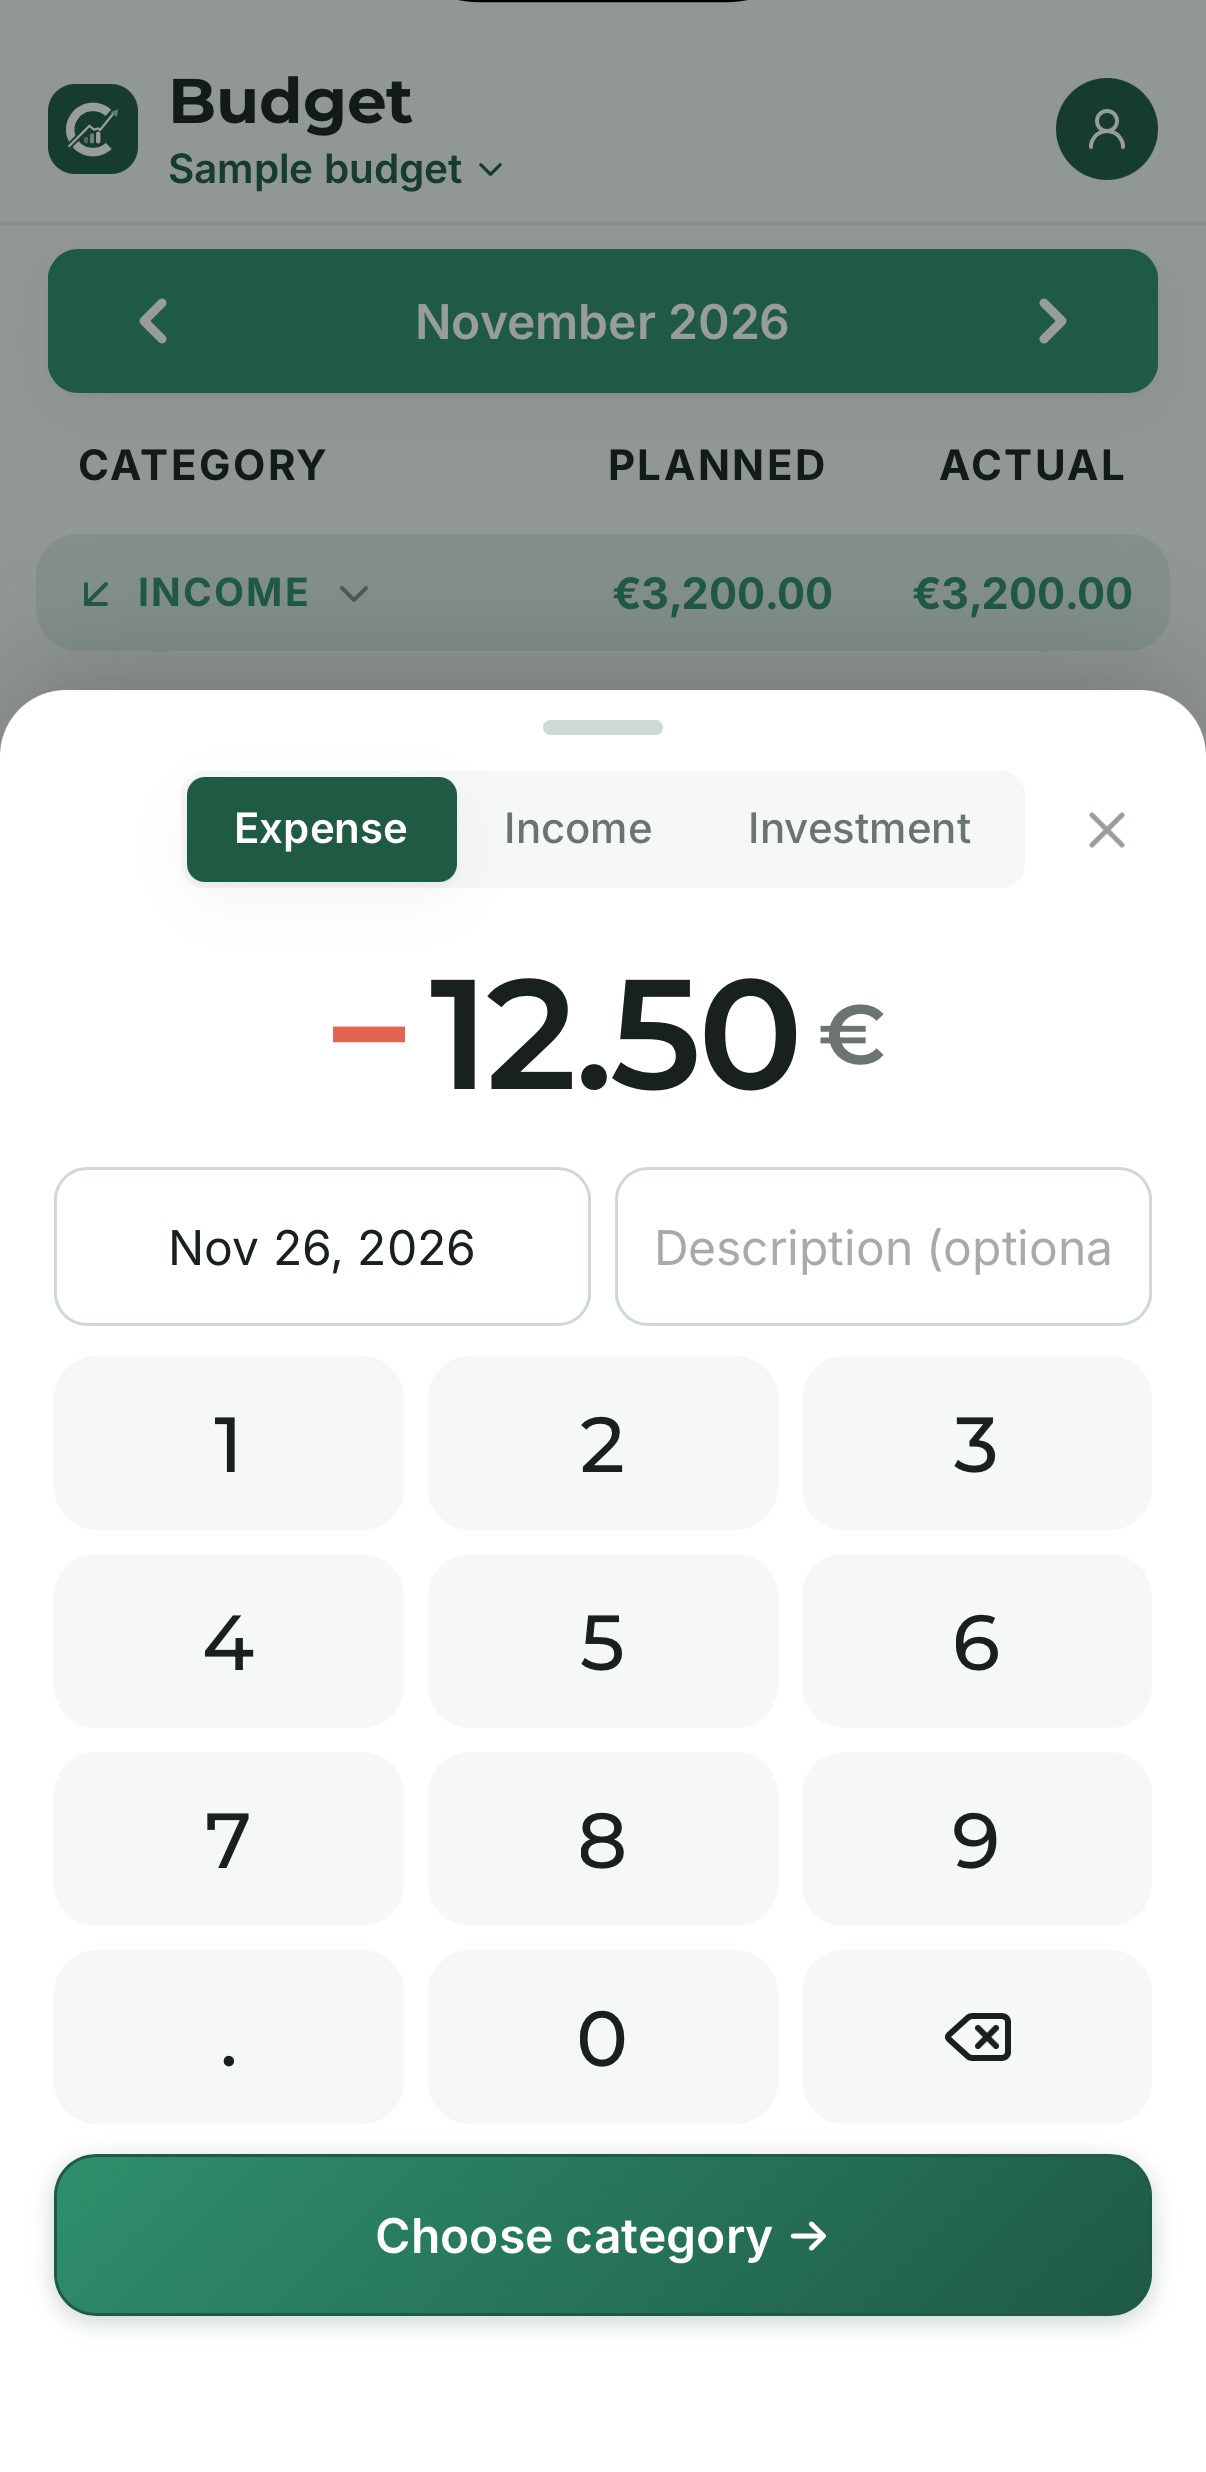 Budget
Sample budget
November 2026
CATEGORY PLANNED ACTUAL
INCOME €3,200.00 €3,200.00
Expense Income Investment
−12.50 €
Nov 26, 2026 Description (optiona
1 2 3
4 5 6
7 8 9
. 0
Choose category →